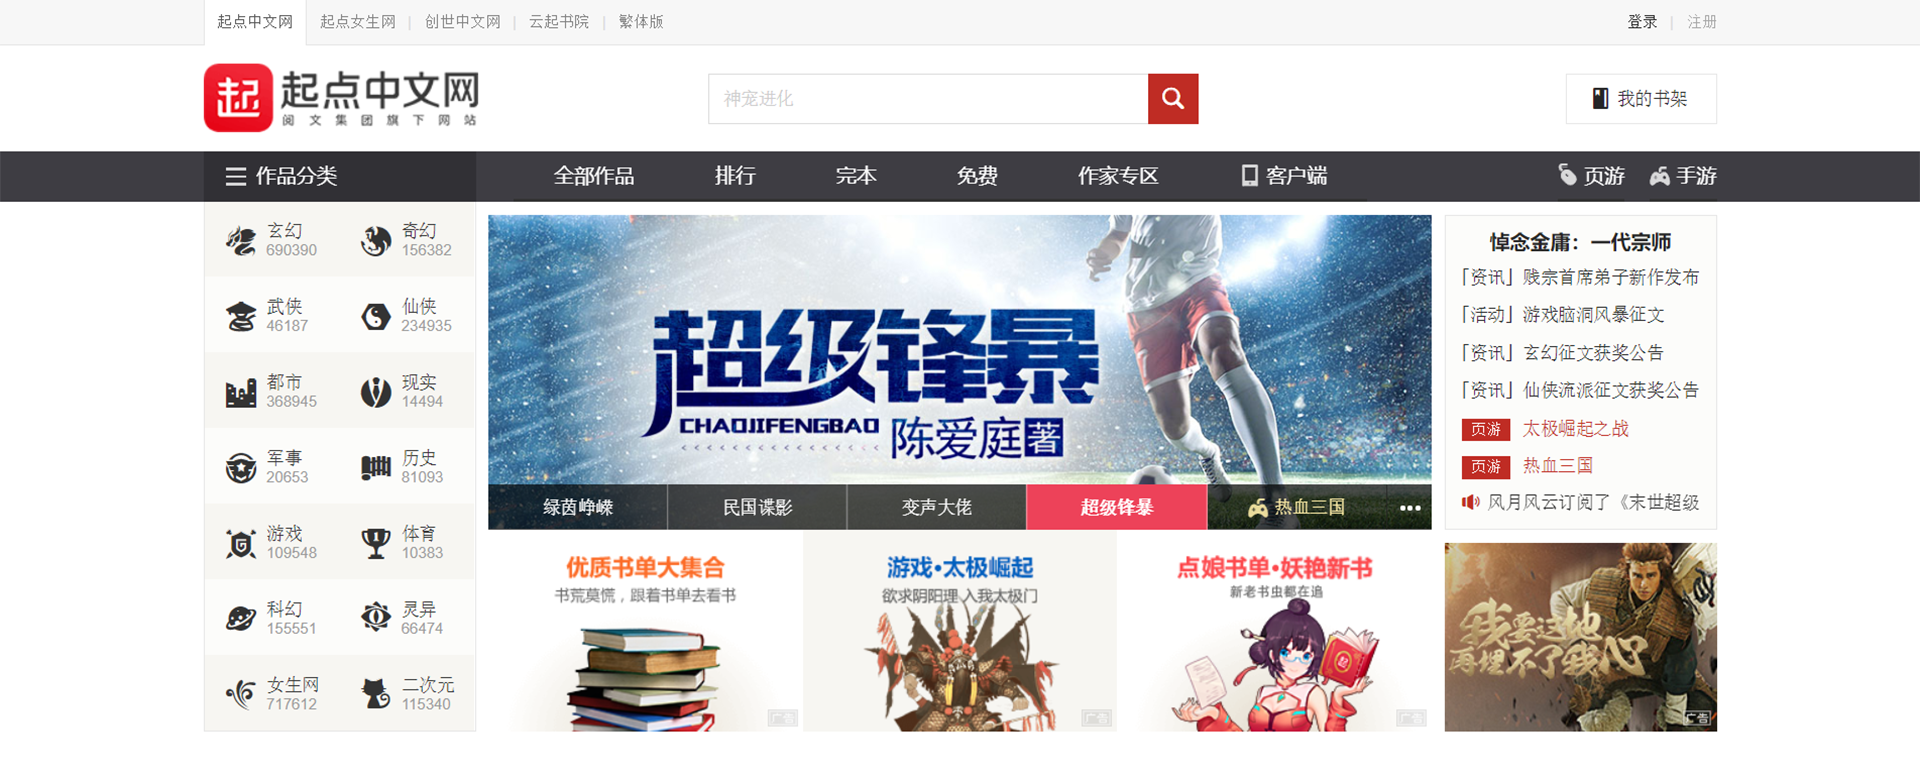 起点中文网 起点女生网 | 创世中文网 | 云起书院 | 繁体版 登录 | 注册
起 起点中文网
阅文集团旗下网站
神宠进化
我的书架
作品分类 全部作品 排行 完本 免费 作家专区 客户端 页游 手游
玄幻 奇幻
690390 156382
武侠 仙侠
46187 234935
都市 现实
368945 14494
军事 历史
20653 81093
游戏 体育
109548 10383
科幻 灵异
155551 66474
女生网 二次元
717612 115340
超级锋暴
CHAOJIFENGBAO 陈爱庭 著
绿茵峥嵘 民国谍影 变声大佬 超级锋暴 热血三国
悼念金庸：一代宗师
「资讯」贱宗首席弟子新作发布
「活动」游戏脑洞风暴征文
「资讯」玄幻征文获奖公告
「资讯」仙侠流派征文获奖公告
页游 太极崛起之战
页游 热血三国
风月风云订阅了《末世超级
优质书单大集合
书荒莫慌，跟着书单去看书
广告
游戏•太极崛起
欲求阴阳理 入我太极门
广告
点娘书单•妖艳新书
新老书虫都在追
起
广告
我要这地
再埋不了我心
广告